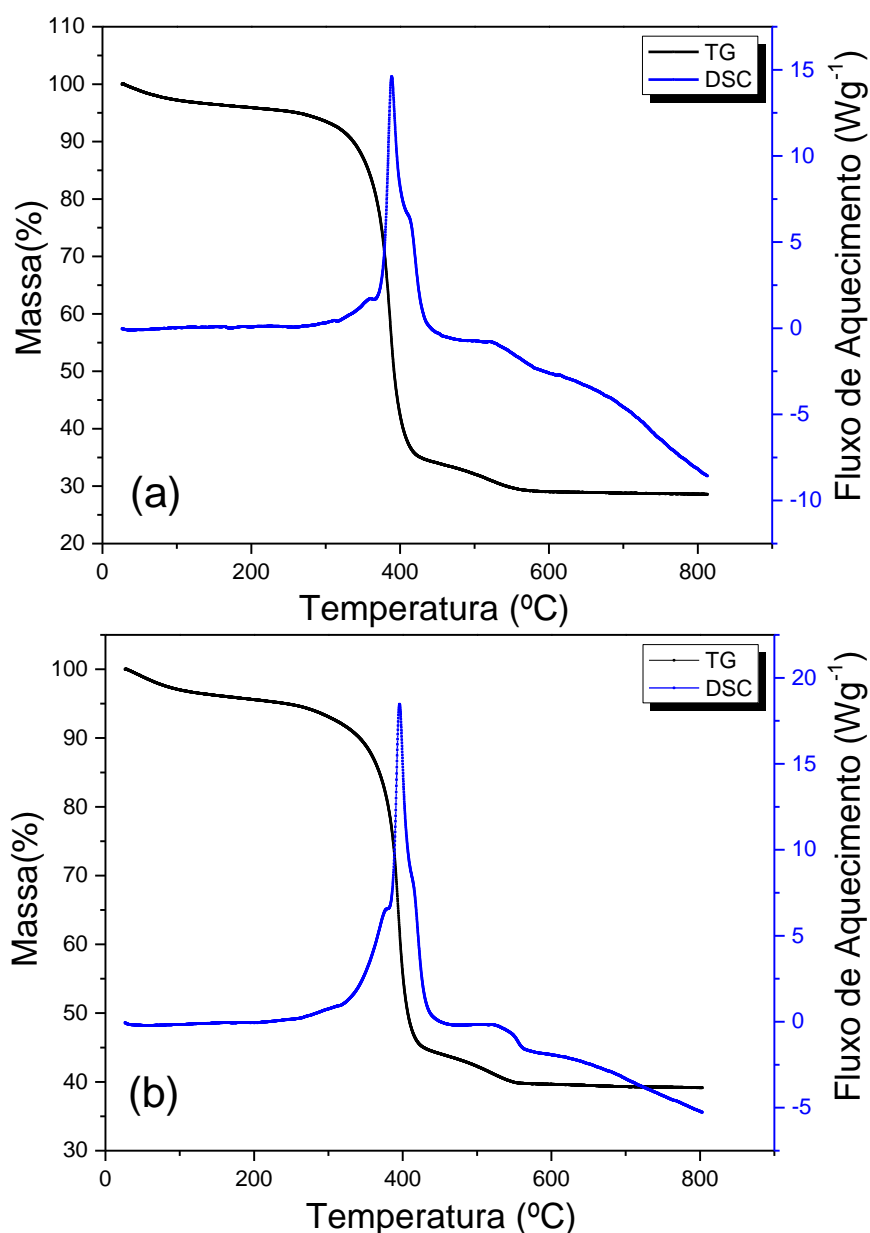 110
100
90
80
70
60
50
40
30
20
Massa(%)
TG
DSC
15
10
5
0
-5
-10
Fluxo de Aquecimento (Wg⁻¹)
(a)
0 200 400 600 800
Temperatura (ºC)
100
90
80
70
60
50
40
30
Massa(%)
TG
DSC
20
15
10
5
0
-5
Fluxo de Aquecimento (Wg⁻¹)
(b)
0 200 400 600 800
Temperatura (ºC)